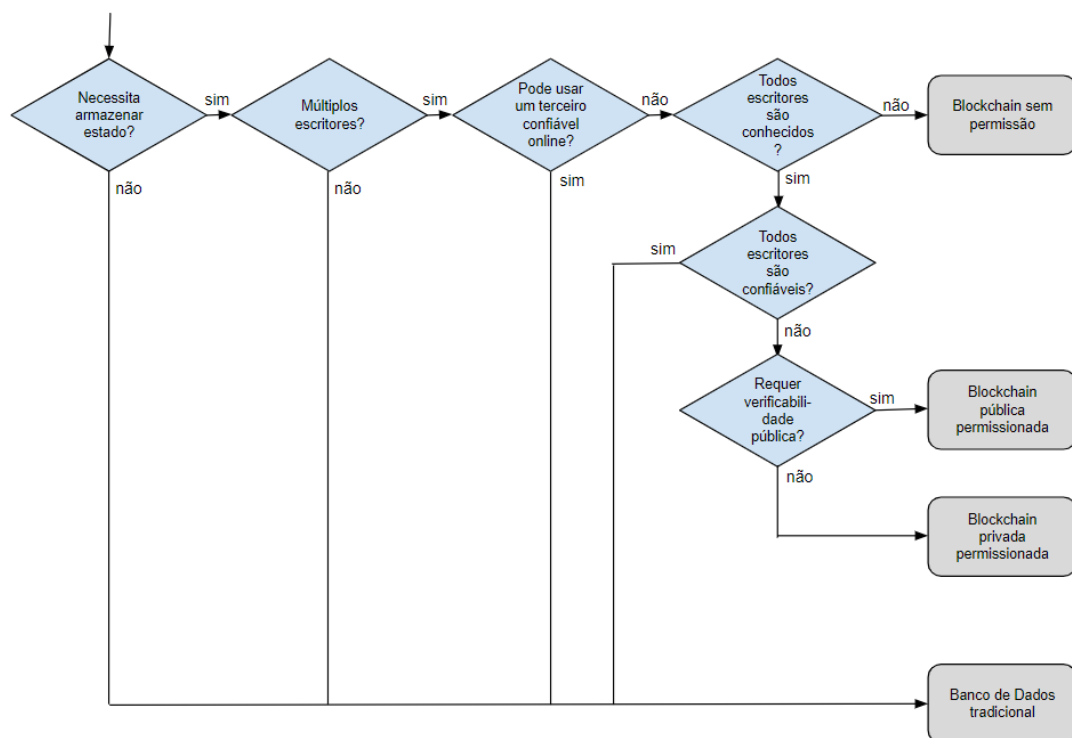 Necessita
armazenar
estado?
sim
Múltiplos
escritores?
sim
Pode usar
um terceiro
confiável
online?
não
Todos
escritores
são
conhecidos
?
não
Blockchain sem
permissão
não
não
sim
sim
sim
Todos
escritores
são
confiáveis?
não
Requer
verificabili-
dade
pública?
sim
Blockchain
pública
permissionada
não
Blockchain
privada
permissionada
Banco de Dados
tradicional